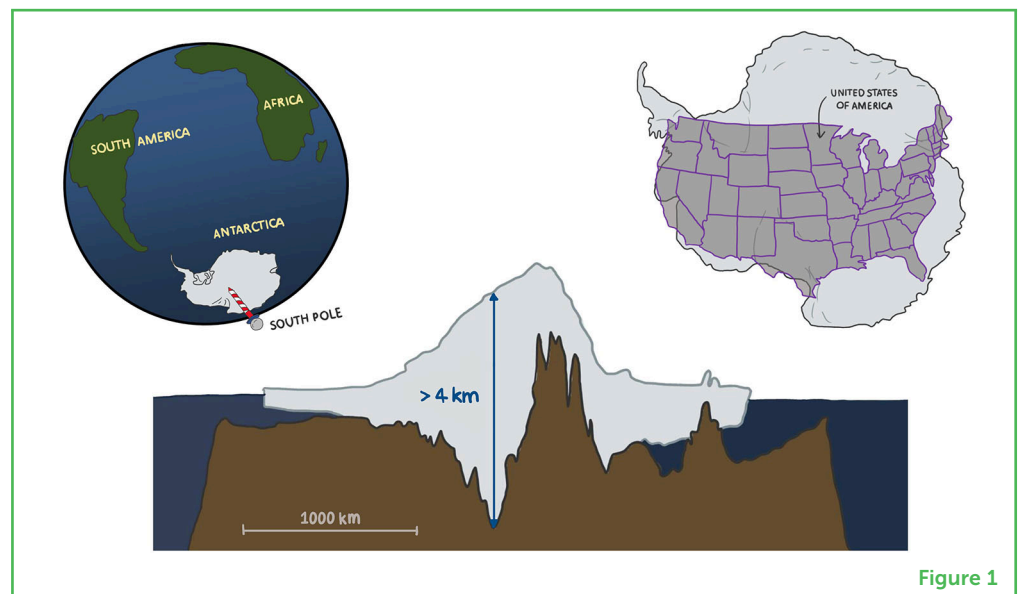 AFRICA
SOUTH AMERICA
ANTARCTICA
SOUTH POLE
UNITED STATES
OF AMERICA
> 4 km
1000 km
Figure 1